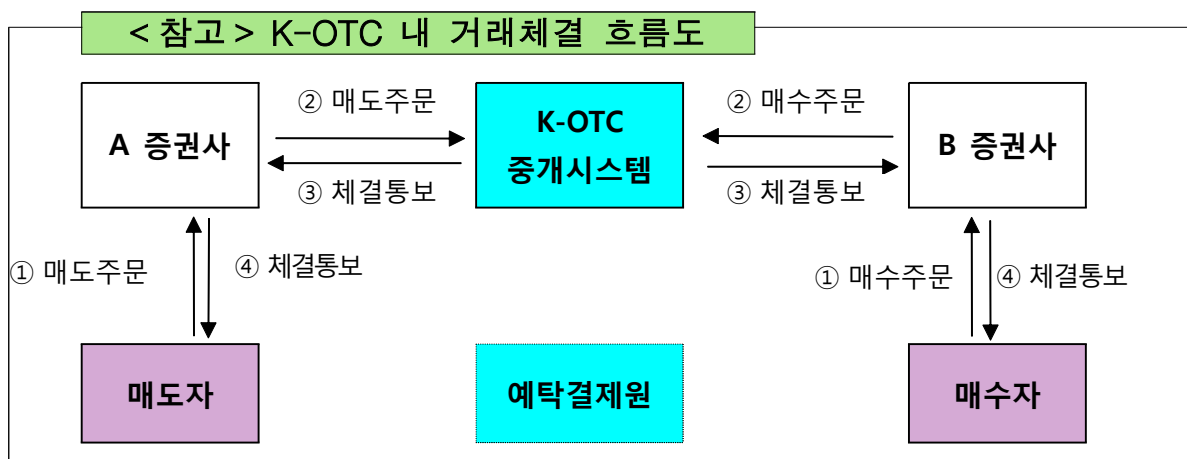 < 참고 > K-OTC 내 거래체결 흐름도
A 증권사
② 매도주문
③ 체결통보
K-OTC
중개시스템
② 매수주문
③ 체결통보
B 증권사
① 매도주문
④ 체결통보
① 매수주문
④ 체결통보
매도자
예탁결제원
매수자